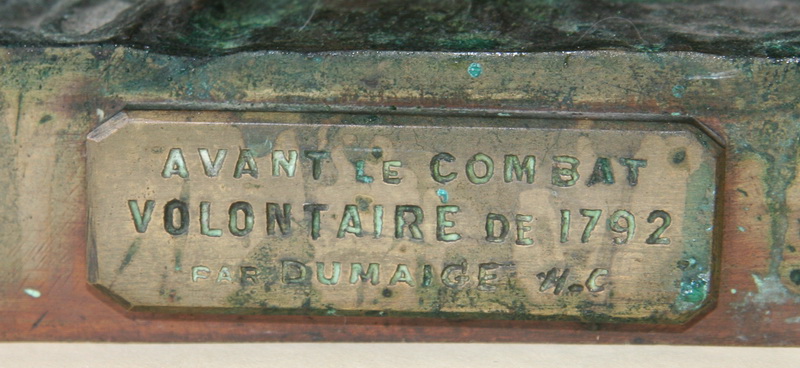 AVANT LE COMBAT
VOLONTAIRE DE 1792
PAR DUMAIGE H.C